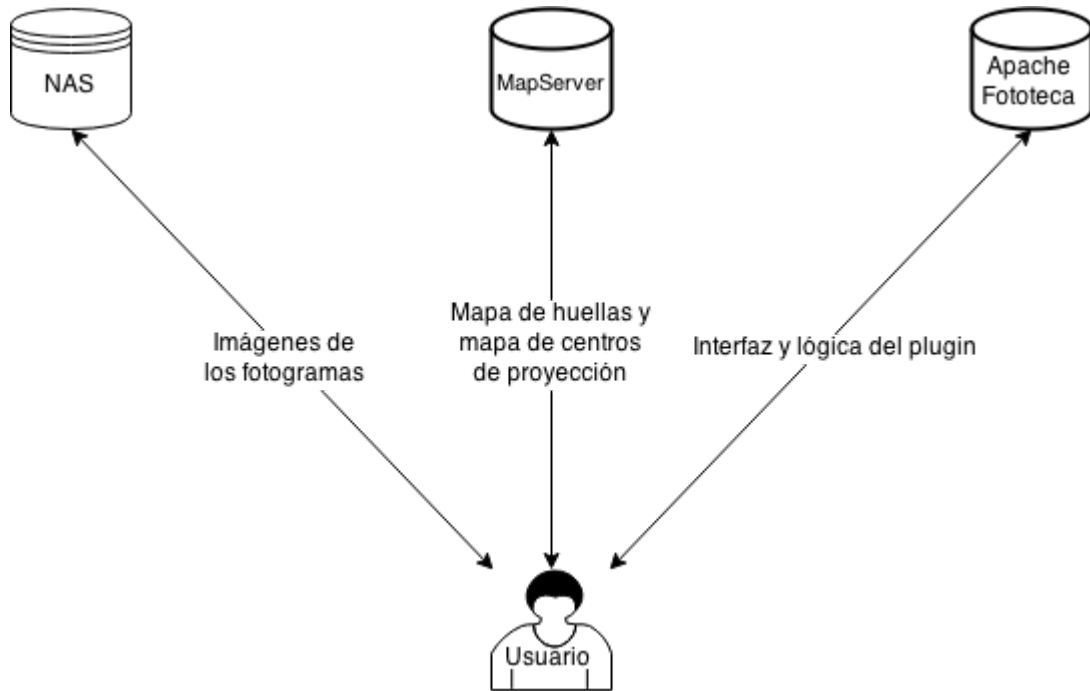 NAS
MapServer
Apache
Fototeca
Imágenes de
los fotogramas
Mapa de huellas y
mapa de centros
de proyección
Interfaz y lógica del plugin
Usuário